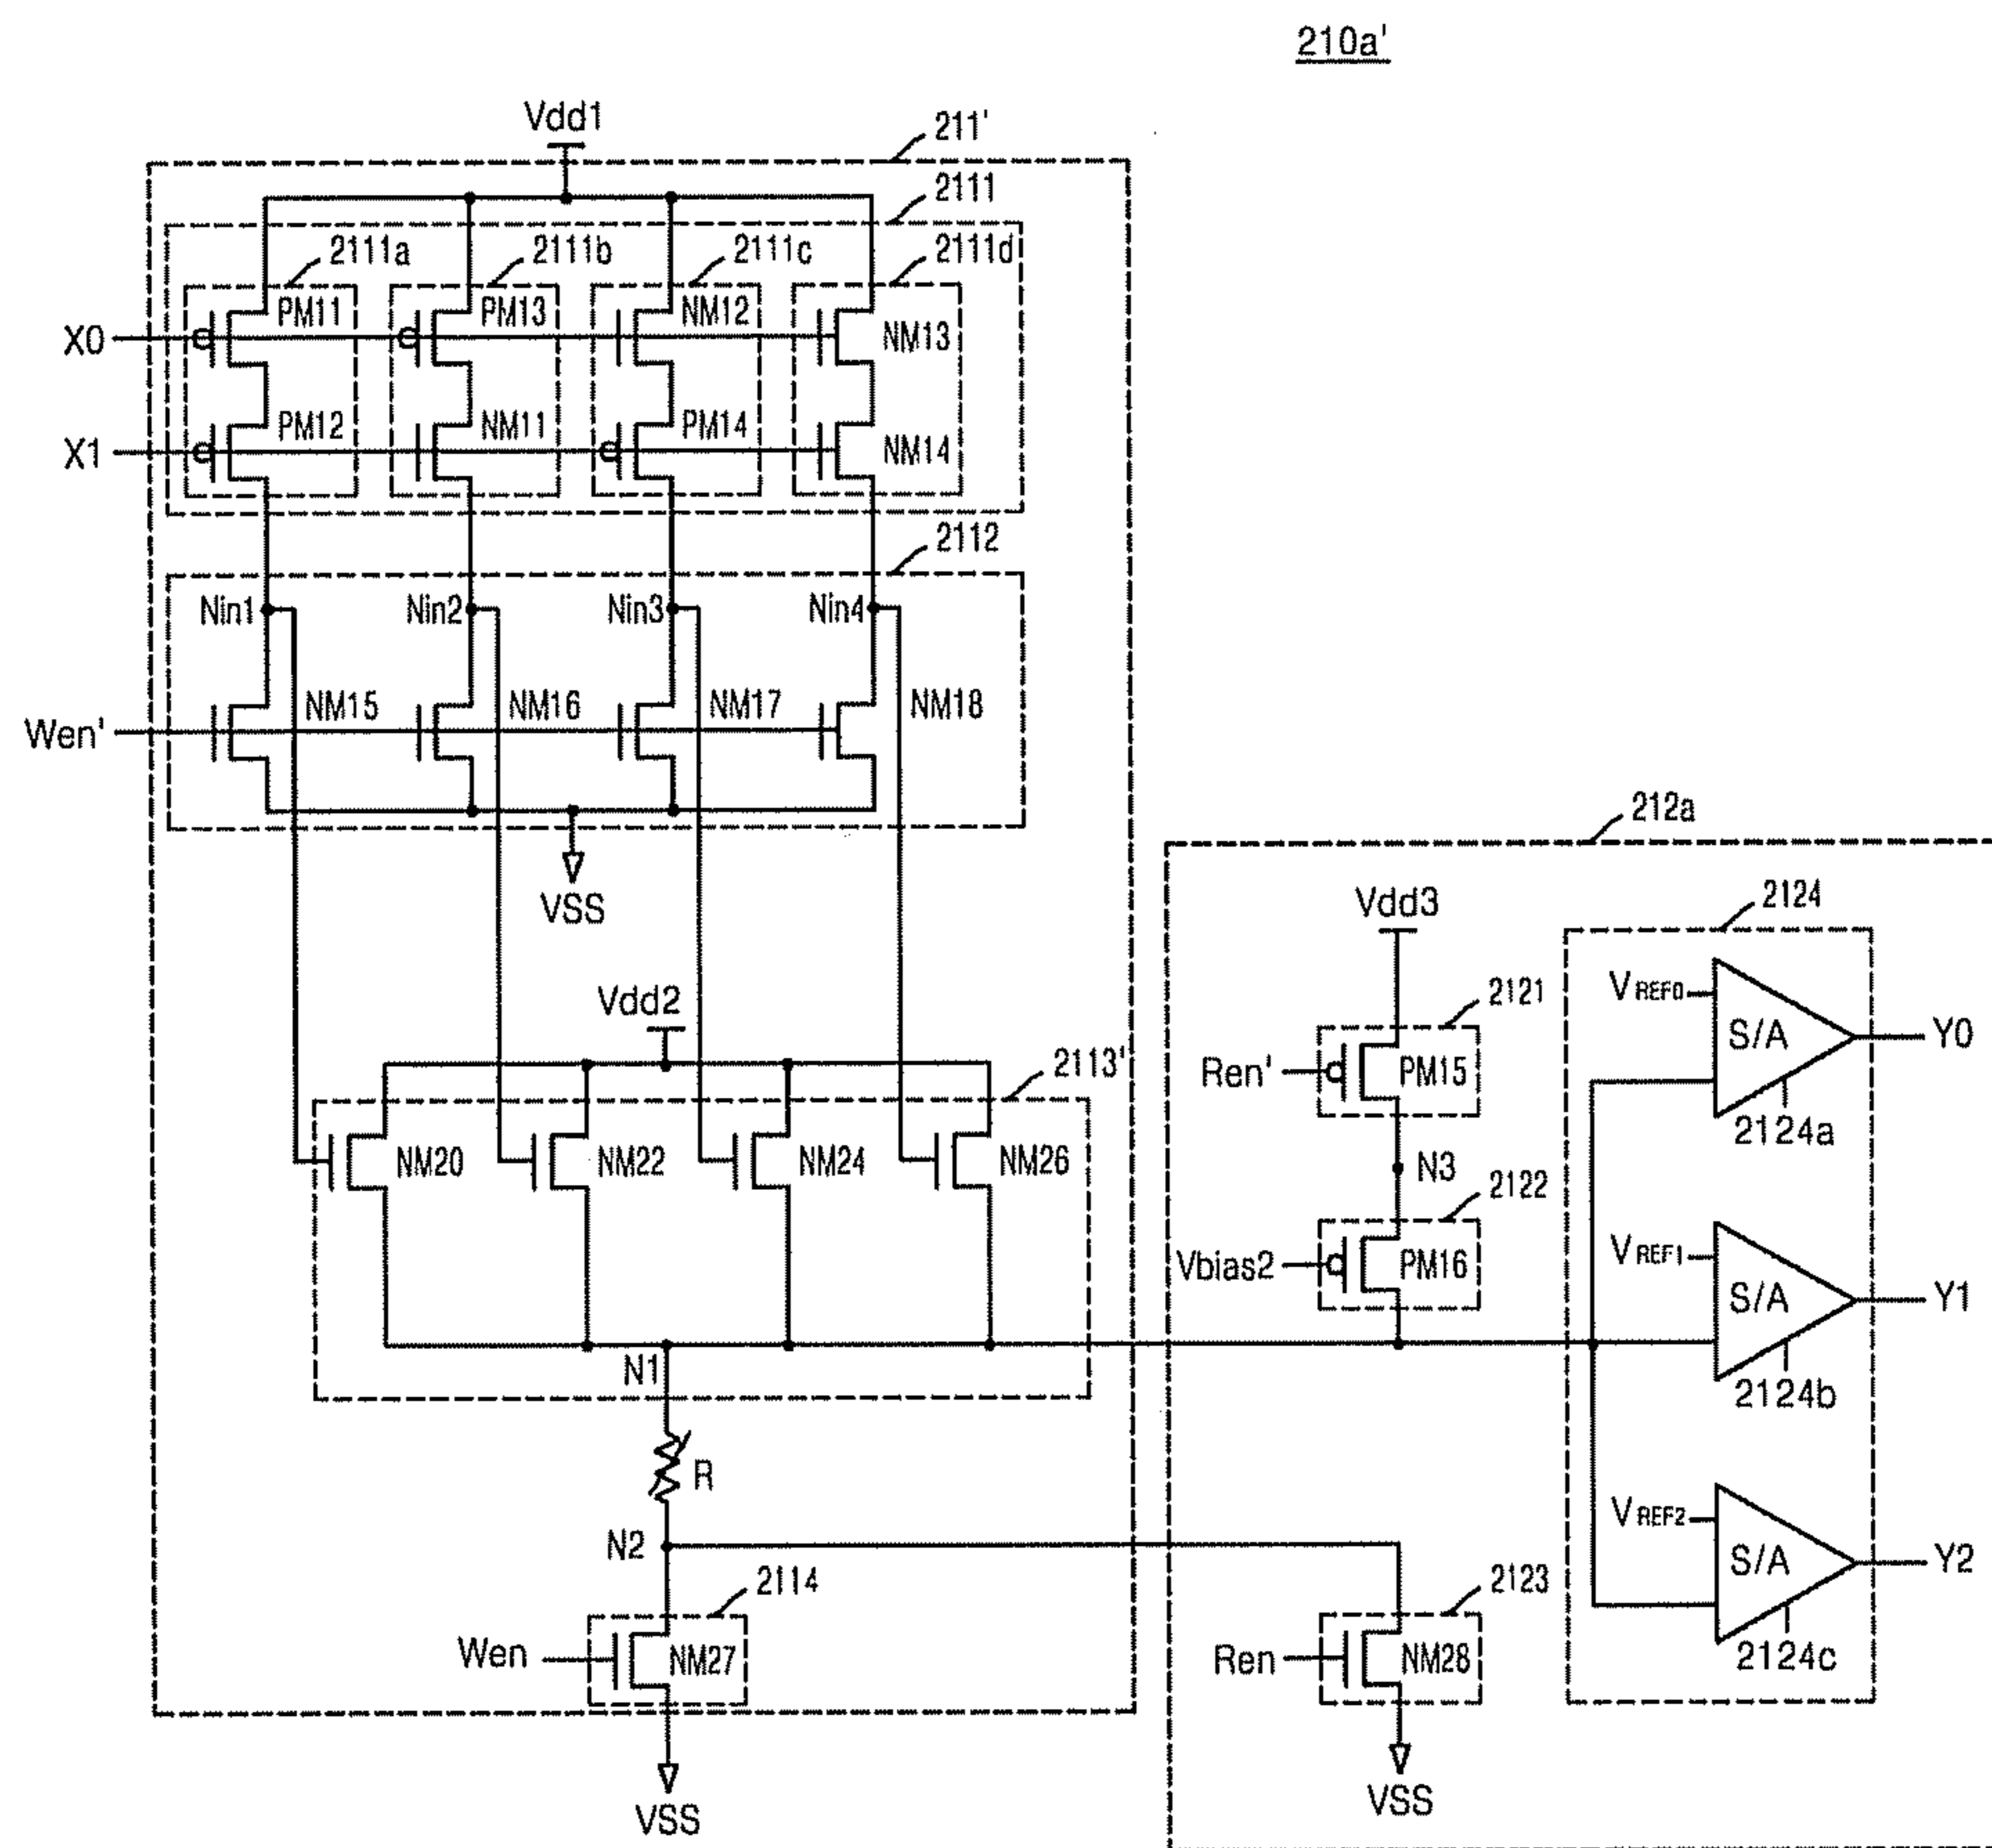 210a'
Vdd1
211'
2111
2111a
2111b
2111c
2111d
PM11
PM13
NM12
NM13
X0
PM12
NM11
PM14
NM14
X1
2112
Nin1
Nin2
Nin3
Nin4
NM15
NM16
NM17
NM18
Wen'
VSS
212a
Vdd3
2124
Vdd2
2113'
2121
VREF0
S/A
Y0
Ren'
PM15
2124a
NM20
NM22
NM24
NM26
N3
2122
VREF1
S/A
Y1
Vbias2
PM16
2124b
N1
R
VREF2
S/A
Y2
N2
2114
2123
Wen
NM27
Ren
NM28
2124c
VSS
VSS